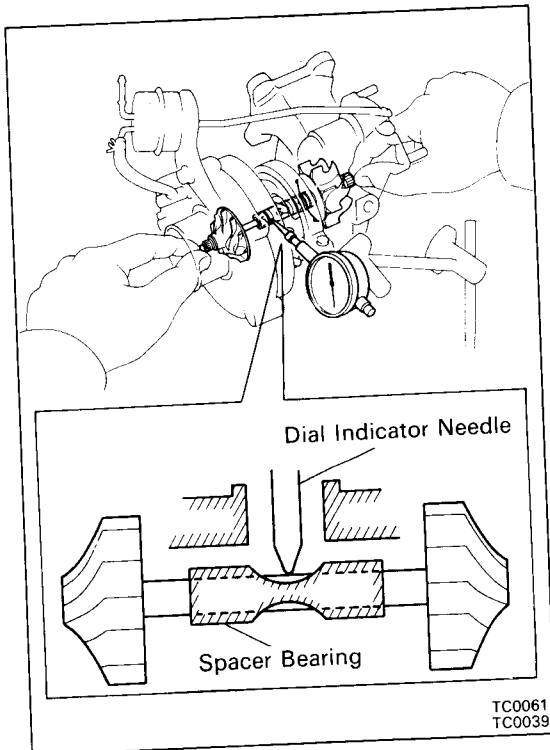 Dial Indicator Needle
Spacer Bearing
TC0061
TC0039